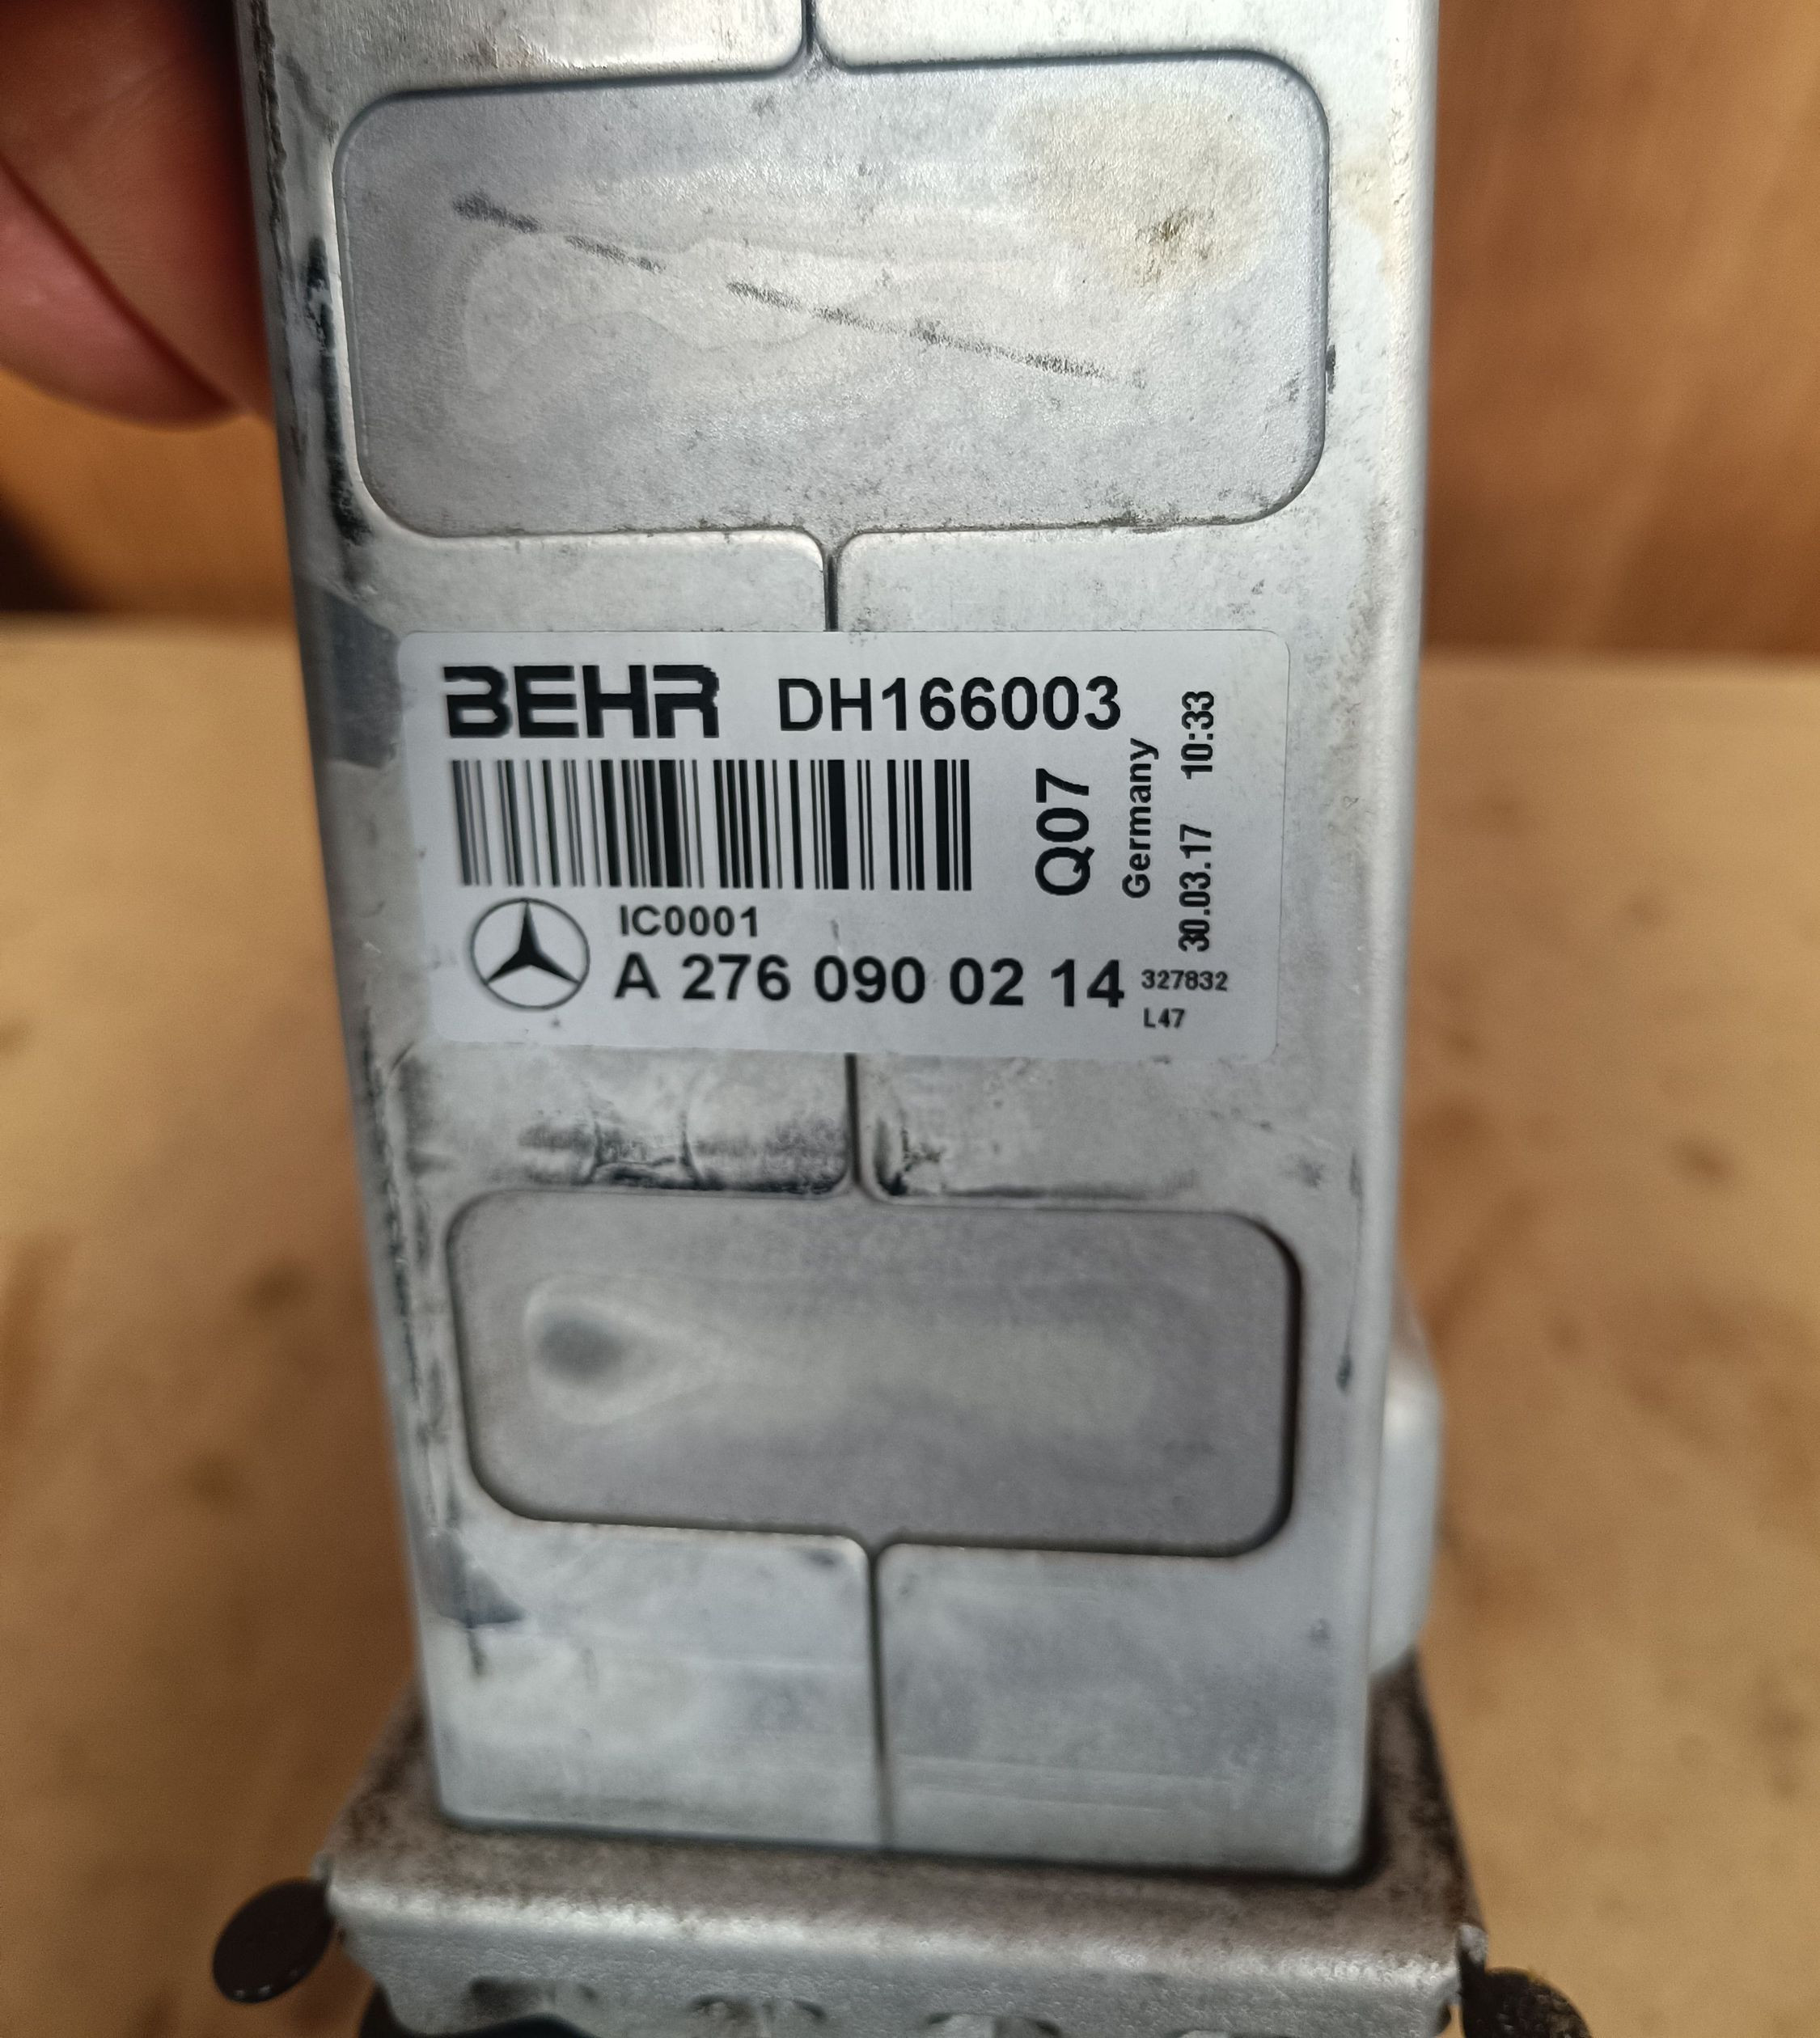 BEHR DH166003
Q07
Germany
30.03.17 10:33
IC0001
A 276 090 02 14
327832
L47